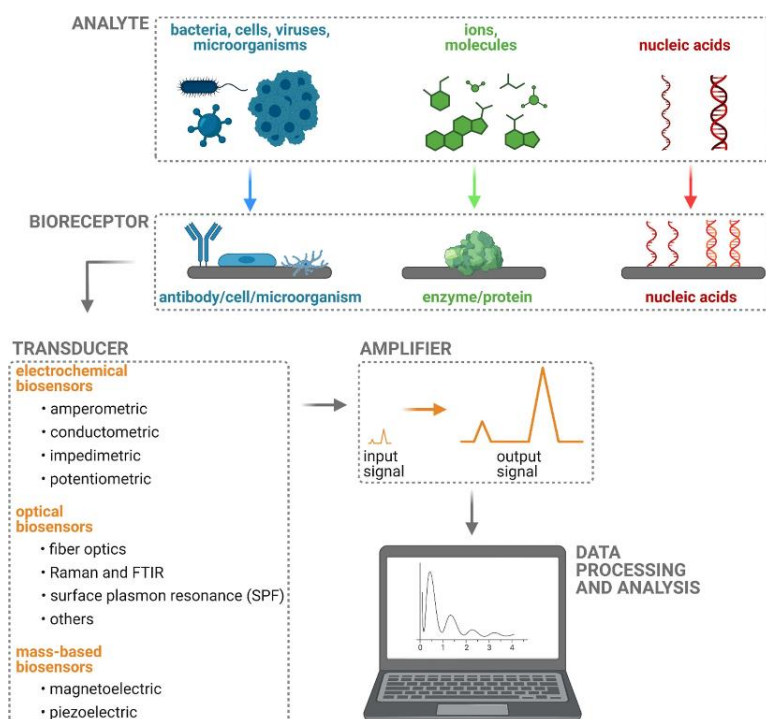 ANALYTE
bacteria, cells, viruses,
microorganisms
ions,
molecules
nucleic acids
BIORECEPTOR
antibody/cell/microorganism
enzyme/protein
nucleic acids
TRANSDUCER
electrochemical
biosensors
• amperometric
• conductometric
• impedimetric
• potentiometric
optical
biosensors
• fiber optics
• Raman and FTIR
• surface plasmon resonance (SPF)
• others
mass-based
biosensors
• magnetoelectric
• piezoelectric
AMPLIFIER
input
signal
output
signal
DATA
PROCESSING
AND ANALYSIS
0 1 2 3 4